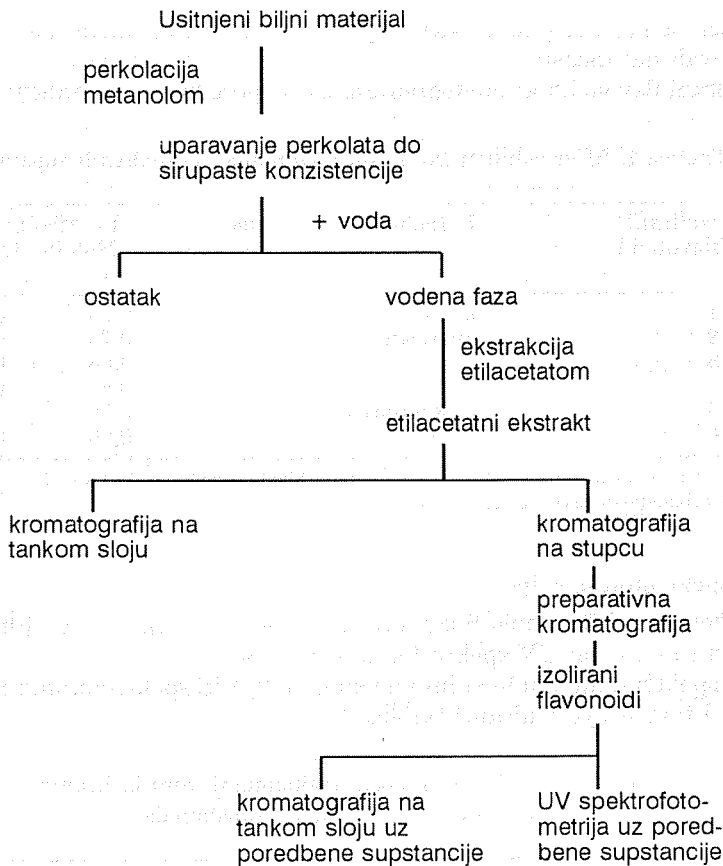 Usitnjeni biljni materijal
perkolacija
metanolom
uparavanje perkolata do
sirupaste konzistencije
+ voda
ostatak
vodena faza
ekstrakcija
etilacetatom
etilacetatni ekstrakt
kromatografija na
tankom sloju
kromatografija
na stupcu
preparativna
kromatografija
izolirani
flavonoidi
kromatografija na
tankom sloju uz
poredbene supstancije
UV spektrofoto-
metrija uz pored-
bene supstancije